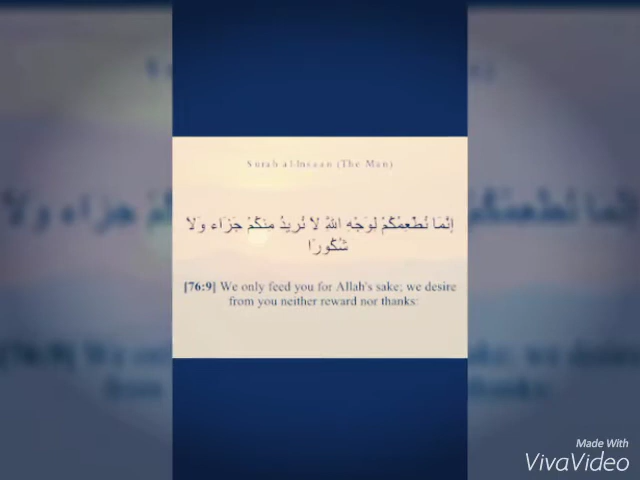 Surah al-Insaan (The Man)
إِنَّمَا نُطْعِمُكُمْ لِوَجْهِ اللَّهِ لَا نُرِيدُ مِنكُمْ جَزَاء وَلَا
شُكُورًا
[76:9] We only feed you for Allah's sake; we desire
from you neither reward nor thanks:
Made With
VivaVideo